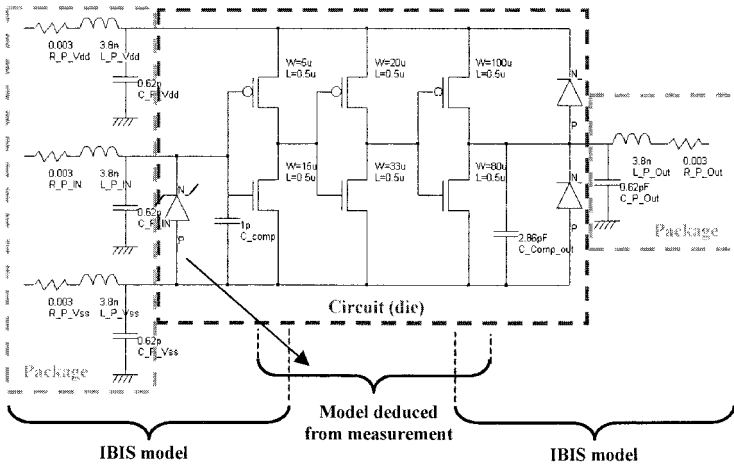 0.003
R_P_Vdd
3.8n
L_P_Vdd
0.62p
C_P_Vdd
0.003
R_P_IN
3.8n
L_P_IN
0.62p
C_P_IN
N
P
1p
C_comp
0.003
R_P_Vss
3.8n
L_P_Vss
0.62p
C_P_Vss
Package
W=5u
L=0.5u
W=20u
L=0.5u
W=100u
L=0.5u
W=15u
L=0.5u
W=33u
L=0.5u
W=80u
L=0.5u
N
P
N
P
2.86pF
C_Comp_out
3.8n
L_P_Out
0.003
R_P_Out
0.62pF
C_P_Out
Package
Circuit (die)
IBIS model
Model deduced
from measurement
IBIS model